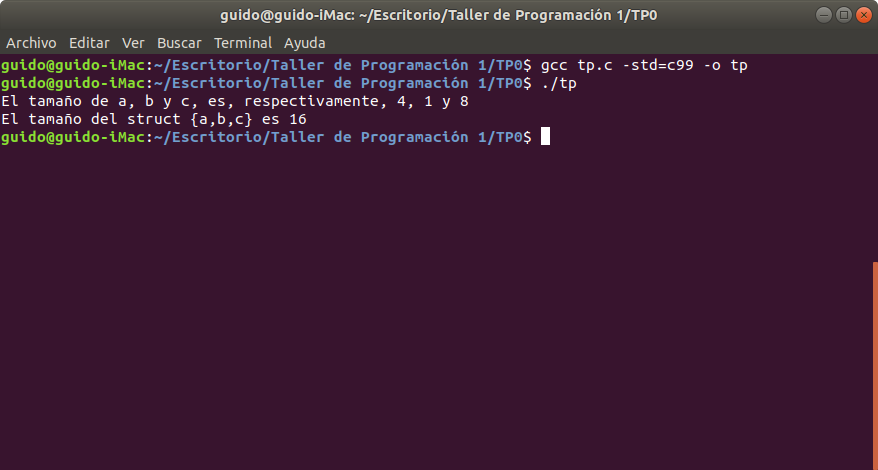 guido@guido-iMac: ~/Escritorio/Taller de Programación 1/TP0
Archivo Editar Ver Buscar Terminal Ayuda
guido@guido-iMac:~/Escritorio/Taller de Programación 1/TP0$ gcc tp.c -std=c99 -o tp
guido@guido-iMac:~/Escritorio/Taller de Programación 1/TP0$ ./tp
El tamaño de a, b y c, es, respectivamente, 4, 1 y 8
El tamaño del struct {a,b,c} es 16
guido@guido-iMac:~/Escritorio/Taller de Programación 1/TP0$